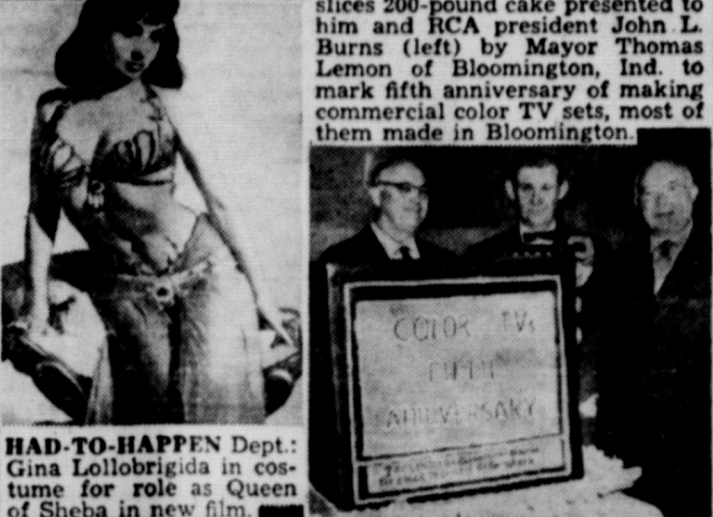 slices 200-pound cake presented to
him and RCA president John L.
Burns (left) by Mayor Thomas
Lemon of Bloomington, Ind. to
mark fifth anniversary of making
commercial color TV sets, most of
them made in Bloomington.
COLOR TVs
FIFTH
ANNIVERSARY
HAD-TO-HAPPEN Dept.:
Gina Lollobrigida in cos-
tume for role as Queen
of Sheba in new film.